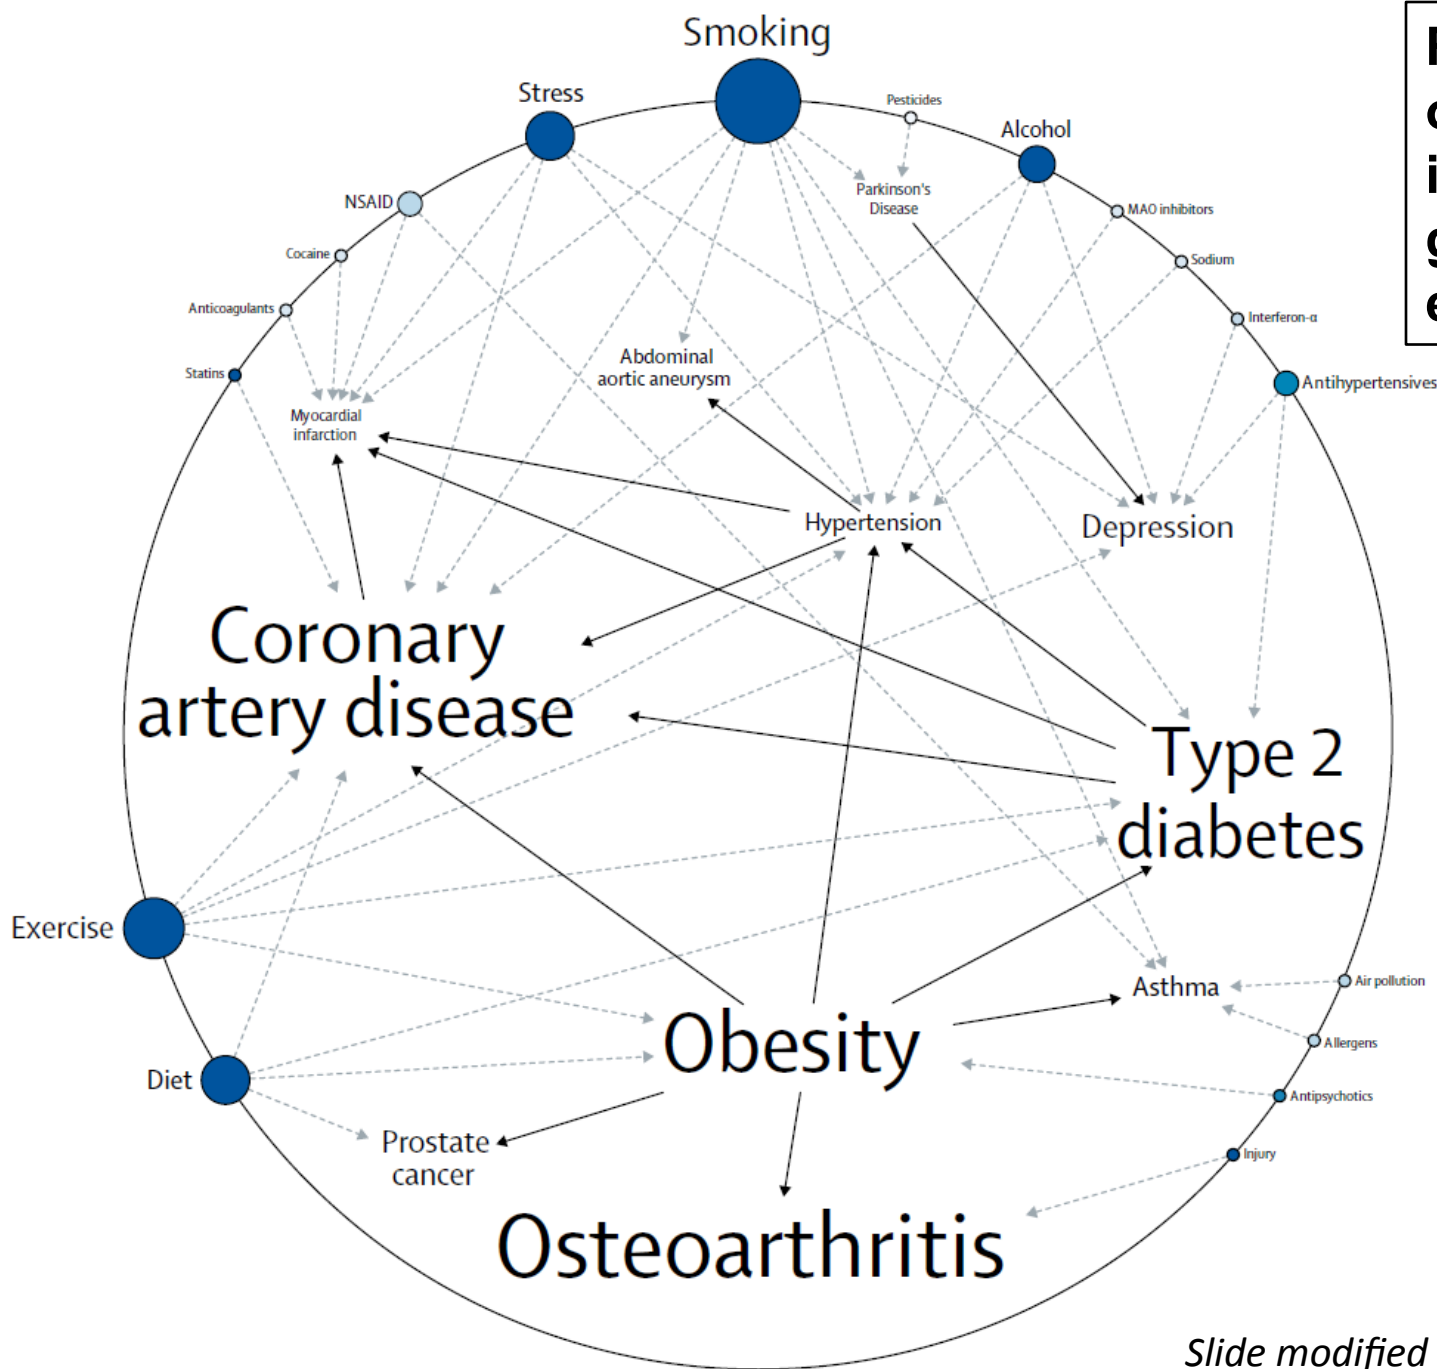 Smoking
Stress
Pesticides
Alcohol
NSAID
Parkinson's
Disease
MAO inhibitors
Cocaine
Sodium
Anticoagulants
Interferon-α
Statins
Abdominal
aortic aneurysm
Antihypertensives
Myocardial
infarction
Hypertension
Depression
Coronary
artery disease
Type 2
diabetes
Exercise
Asthma
Air pollution
Obesity
Allergens
Diet
Antipsychotics
Prostate
cancer
Injury
Osteoarthritis
Slide modified